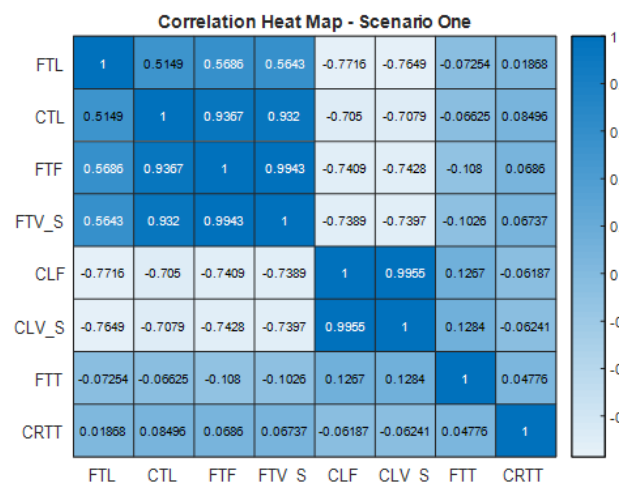 Correlation Heat Map - Scenario One
FTL 1 0.5149 0.5686 0.5643 -0.7716 -0.7649 -0.07254 0.01868
CTL 0.5149 1 0.9367 0.932 -0.705 -0.7079 -0.06625 0.08496
FTF 0.5686 0.9367 1 0.9943 -0.7409 -0.7428 -0.108 0.0686
FTV_S 0.5643 0.932 0.9943 1 -0.7389 -0.7397 -0.1026 0.06737
CLF -0.7716 -0.705 -0.7409 -0.7389 1 0.9955 0.1267 -0.06187
CLV_S -0.7649 -0.7079 -0.7428 -0.7397 0.9955 1 0.1284 -0.06241
FTT -0.07254 -0.06625 -0.108 -0.1026 0.1267 0.1284 1 0.04776
CRTT 0.01868 0.08496 0.0686 0.06737 -0.06187 -0.06241 0.04776 1
FTL CTL FTF FTV_S CLF CLV_S FTT CRTT
1